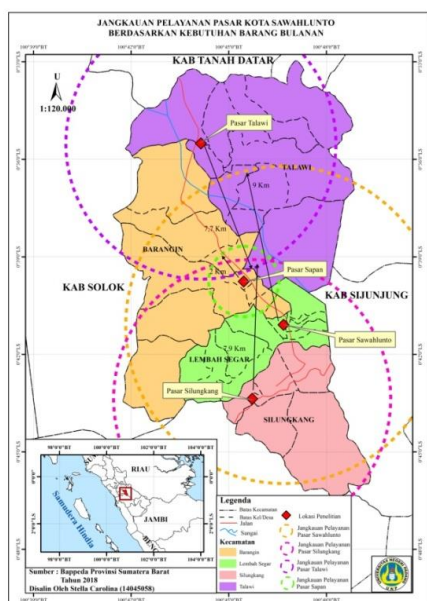 JANGKAUAN PELAYANAN PASAR KOTA SAWAHLUNTO
BERDASARKAN KEBUTUHAN BARANG BULANAN
KAB TANAH DATAR
U
1:120.000
Pasar Talawi
TALAWI
9 Km
7,7 Km
BARANGIN
2 Km
Pasar Sapan
KAB SOLOK
KAB SIJUNJUNG
Pasar Sawahlunto
7,9 Km
LEMBAH SEGAR
Pasar Silungkang
SILUNGKANG
RIAU
JAMBI
Samudera Hindia
Sumber : Bappeda Provinsi Sumatera Barat
Tahun 2018
Disalin Oleh Stella Carolina (14045058)
Legenda
Batas Kecamatan
Batas Kel/Desa
Jalan
Sungai
Kecamatan
Barangin
Lembah Segar
Silungkang
Talawi
Lokasi Penelitian
Jangkauan Pelayanan
Pasar Sawahlunto
Jangkauan Pelayanan
Pasar Silungkang
Jangkauan Pelayanan
Pasar Talawi
Jangkauan Pelayanan
Pasar Sapan